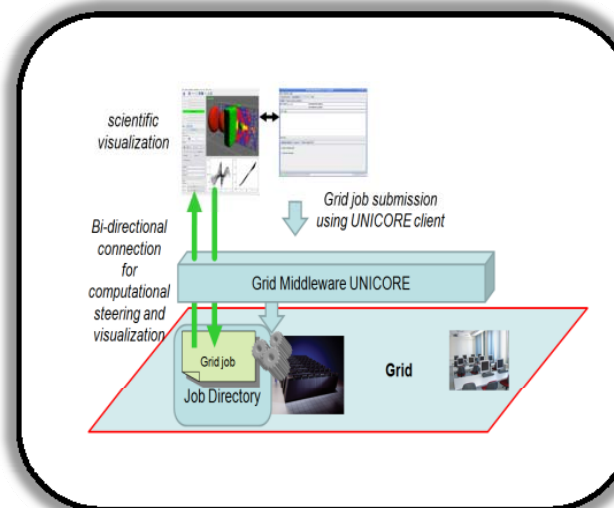 scientific
visualization
Grid job submission
using UNICORE client
Bi-directional
connection
for
computational
steering and
visualization
Grid Middleware UNICORE
Grid job
Job Directory
Grid